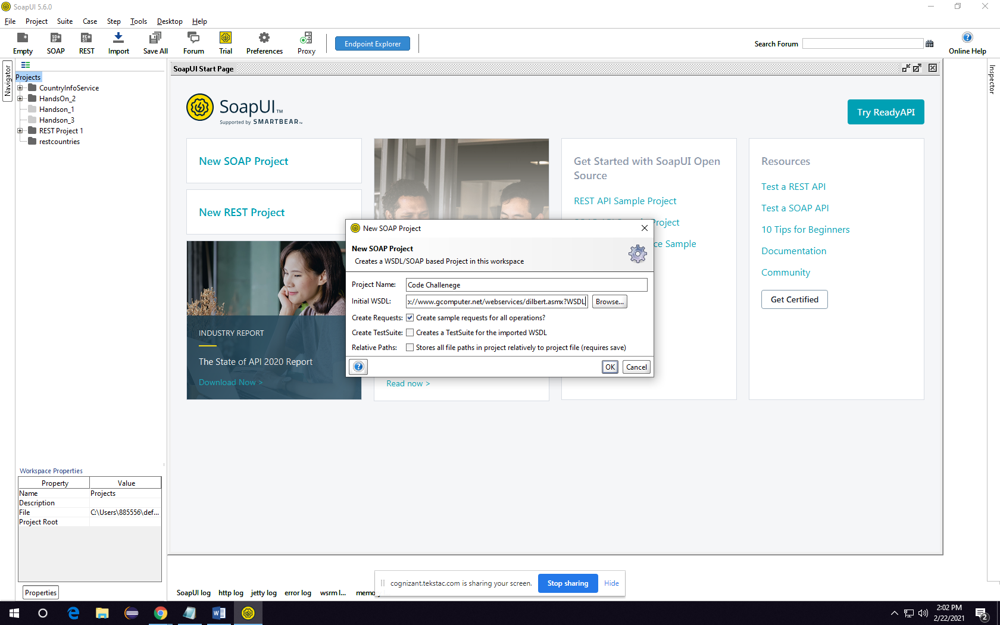 SoapUI 5.6.0
File Project Suite Case Step Tools Desktop Help
Empty SOAP REST Import Save All Forum Trial Preferences Proxy Endpoint Explorer Search Forum Online Help
Navigator
Inspector
Projects
CountryInfoService
HandsOn_2
Handson_1
Handson_3
REST Project 1
restcountries
SoapUI Start Page
SoapUI™
Supported by SMARTBEAR™
Try ReadyAPI
New SOAP Project
New REST Project
INDUSTRY REPORT
The State of API 2020 Report
Download Now >
Read now >
Get Started with SoapUI Open
Source
REST API Sample Project
Project
ce Sample
Resources
Test a REST API
Test a SOAP API
10 Tips for Beginners
Documentation
Community
Get Certified
New SOAP Project
New SOAP Project
Creates a WSDL/SOAP based Project in this workspace
Project Name: Code Challenege
Initial WSDL: ://www.gcomputer.net/webservices/dilbert.asmx?WSDL Browse...
Create Requests: Create sample requests for all operations?
Create TestSuite: Creates a TestSuite for the imported WSDL
Relative Paths: Stores all file paths in project relatively to project file (requires save)
OK Cancel
Workspace Properties
Property Value
Name Projects
Description
File C:\Users\885556\def...
Project Root
Properties
SoapUI log http log jetty log error log wsrm l... memo
cognizant.tekstac.com is sharing your screen. Stop sharing Hide
2:02 PM
2/22/2021
2